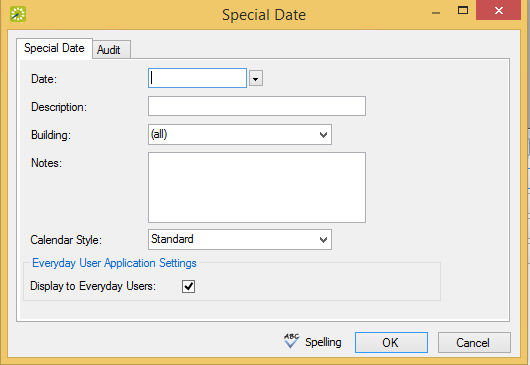 Special Date
Special Date Audit
Date:
Description:
Building: (all)
Notes:
Calendar Style: Standard
Everyday User Application Settings
Display to Everyday Users:
ABC Spelling OK Cancel